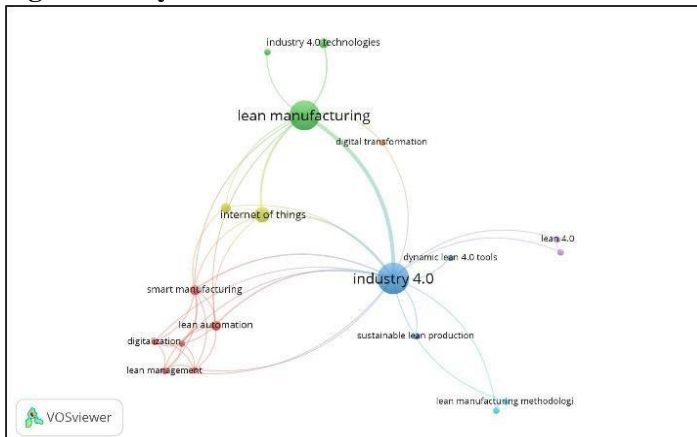 industry 4.0 technologies
lean manufacturing
digital transformation
internet of things
lean 4.0
dynamic lean 4.0 tools
industry 4.0
smart manufacturing
lean automation
sustainable lean production
digitalization
lean management
lean manufacturing methodologi
VOSviewer